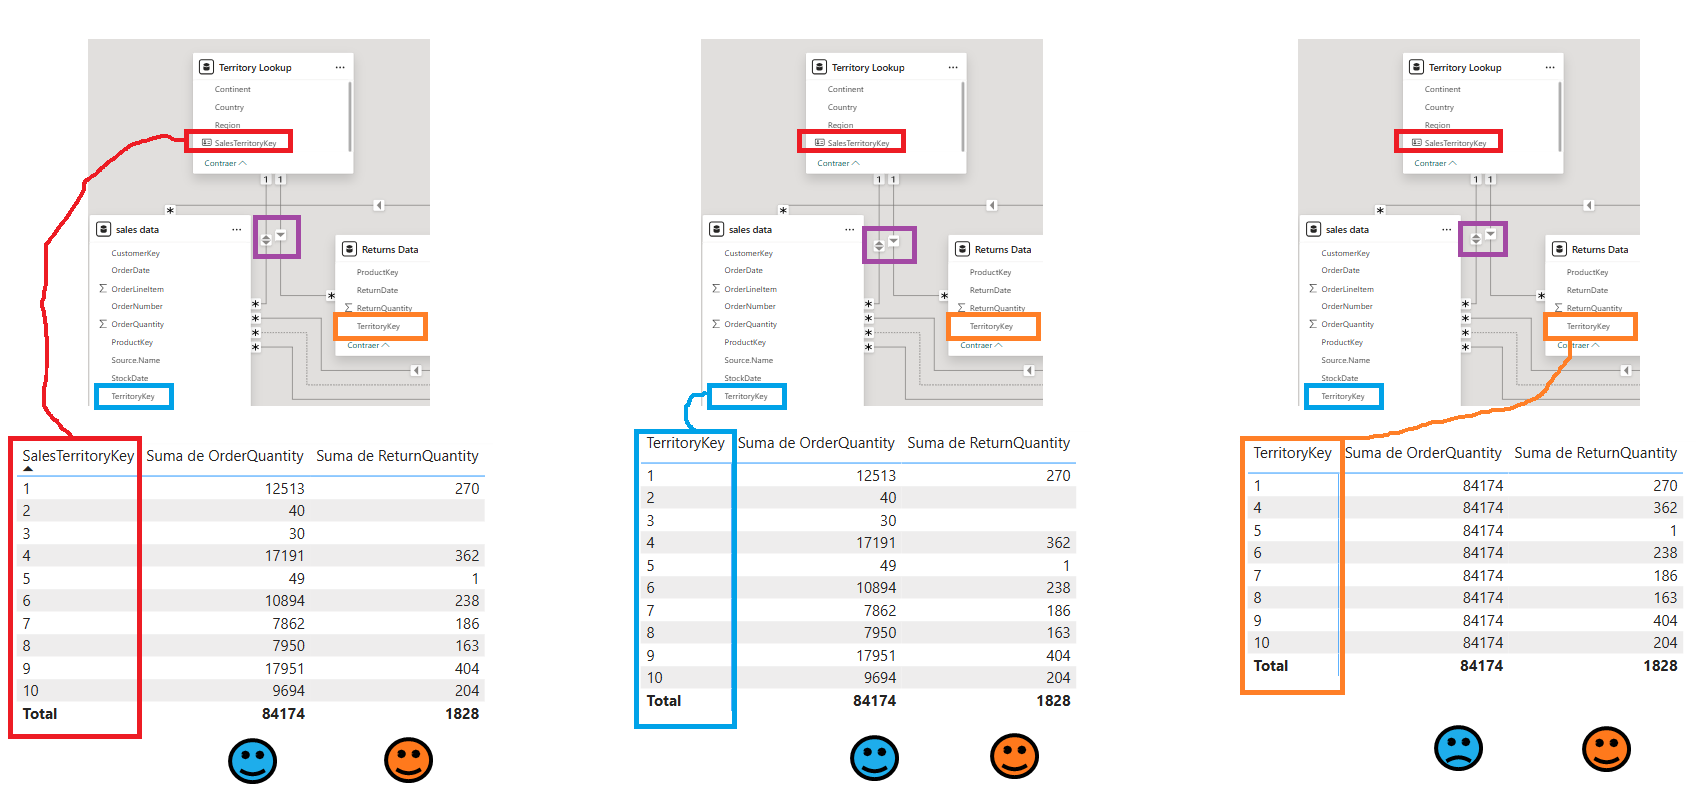 Territory Lookup ...
Continent
Country
Region
SalesTerritoryKey
Contraer
1 1
*
sales data ...
CustomerKey
OrderDate
Σ OrderLineItem
OrderNumber
Σ OrderQuantity
ProductKey
Source.Name
StockDate
TerritoryKey
*
*
*
*
*
Returns Data
ProductKey
ReturnDate
Σ ReturnQuantity
TerritoryKey
Contraer
SalesTerritoryKey Suma de OrderQuantity Suma de ReturnQuantity
1 12513 270
2 40
3 30
4 17191 362
5 49 1
6 10894 238
7 7862 186
8 7950 163
9 17951 404
10 9694 204
Total 84174 1828
Territory Lookup ...
Continent
Country
Region
SalesTerritoryKey
Contraer
1 1
*
sales data ...
CustomerKey
OrderDate
Σ OrderLineItem
OrderNumber
Σ OrderQuantity
ProductKey
Source.Name
StockDate
TerritoryKey
*
*
*
*
*
Returns Data
ProductKey
ReturnDate
Σ ReturnQuantity
TerritoryKey
Contraer
TerritoryKey Suma de OrderQuantity Suma de ReturnQuantity
1 12513 270
2 40
3 30
4 17191 362
5 49 1
6 10894 238
7 7862 186
8 7950 163
9 17951 404
10 9694 204
Total 84174 1828
Territory Lookup ...
Continent
Country
Region
SalesTerritoryKey
Contraer
1 1
*
sales data ...
CustomerKey
OrderDate
Σ OrderLineItem
OrderNumber
Σ OrderQuantity
ProductKey
Source.Name
StockDate
TerritoryKey
*
*
*
*
*
Returns Data
ProductKey
ReturnDate
Σ ReturnQuantity
TerritoryKey
Contraer
TerritoryKey Suma de OrderQuantity Suma de ReturnQuantity
1 84174 270
4 84174 362
5 84174 1
6 84174 238
7 84174 186
8 84174 163
9 84174 404
10 84174 204
Total 84174 1828